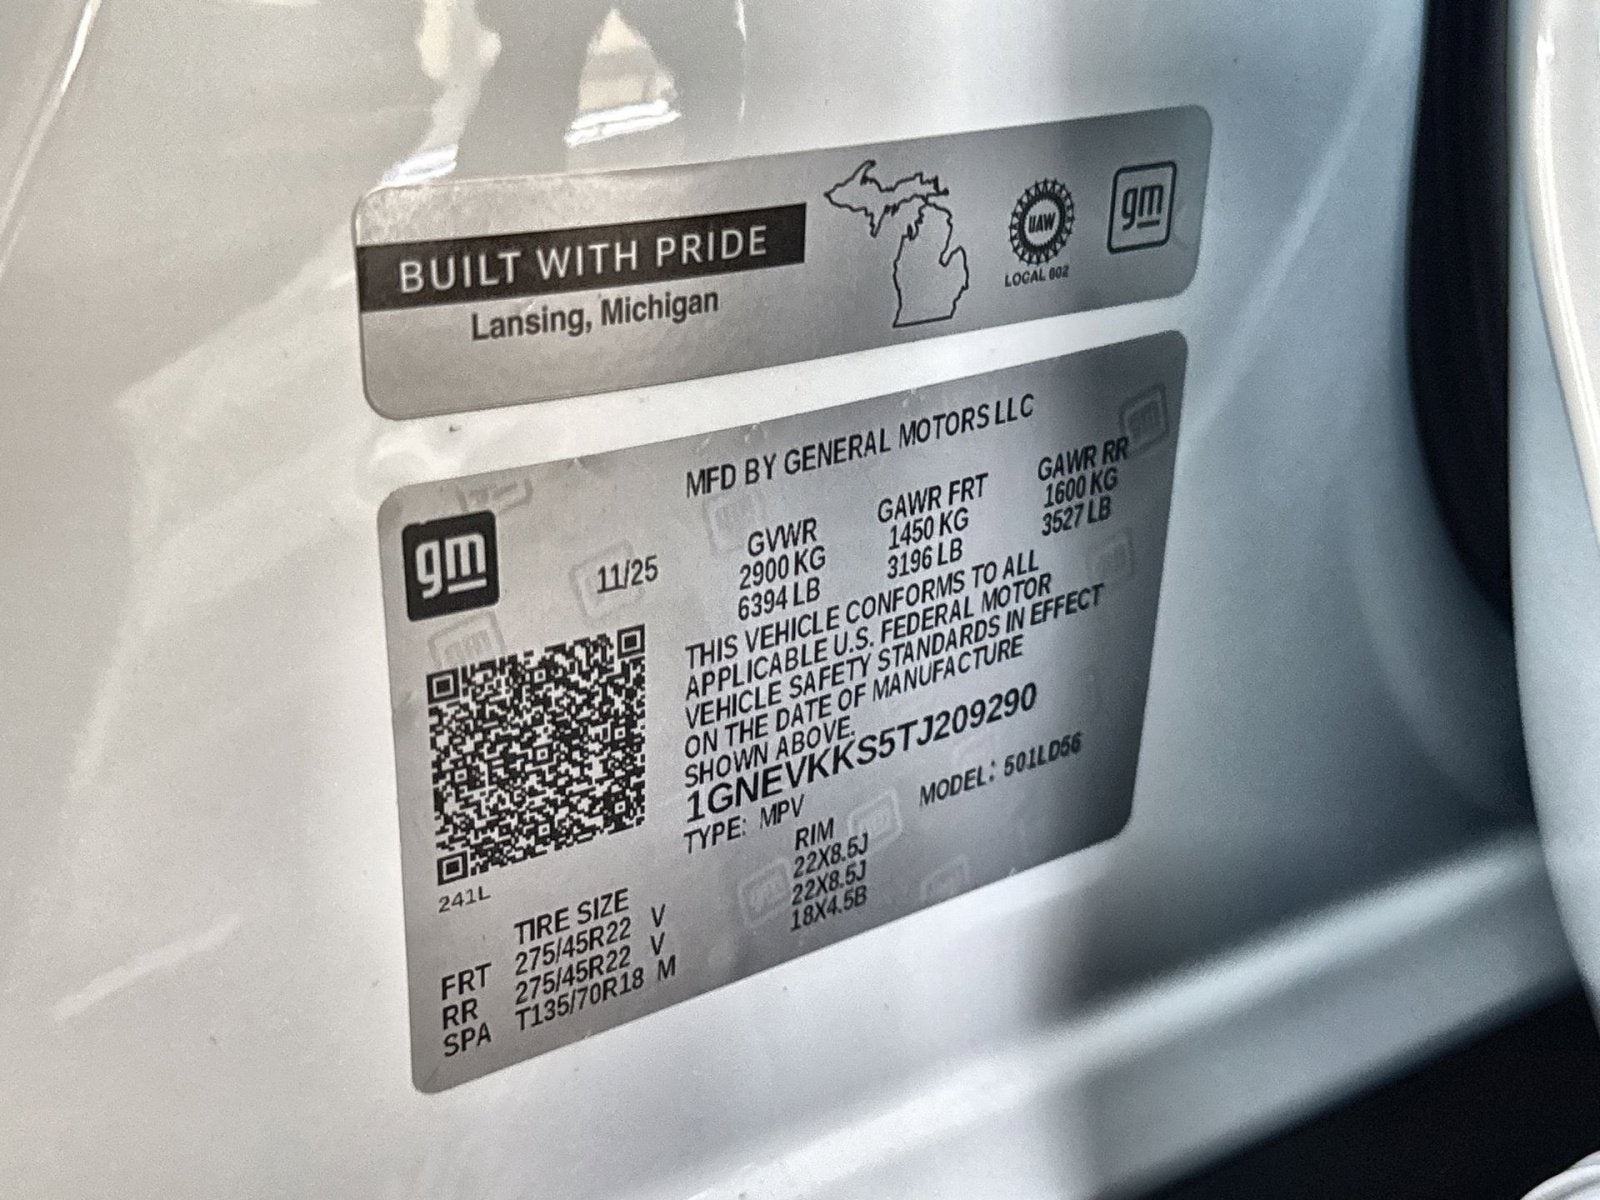 BUILT WITH PRIDE
Lansing, Michigan
UAW
LOCAL 602
gm
MFD BY GENERAL MOTORS LLC
gm
11/25
GVWR
2900 KG
6394 LB
GAWR FRT
1450 KG
3196 LB
GAWR RR
1600 KG
3527 LB
THIS VEHICLE CONFORMS TO ALL
APPLICABLE U.S. FEDERAL MOTOR
VEHICLE SAFETY STANDARDS IN EFFECT
ON THE DATE OF MANUFACTURE
SHOWN ABOVE.
1GNEVKKS5TJ209290
TYPE: MPV MODEL: 501LD56
241L
TIRE SIZE RIM
FRT 275/45R22 V 22X8.5J
RR 275/45R22 V 22X8.5J
SPA T135/70R18 M 18X4.5B